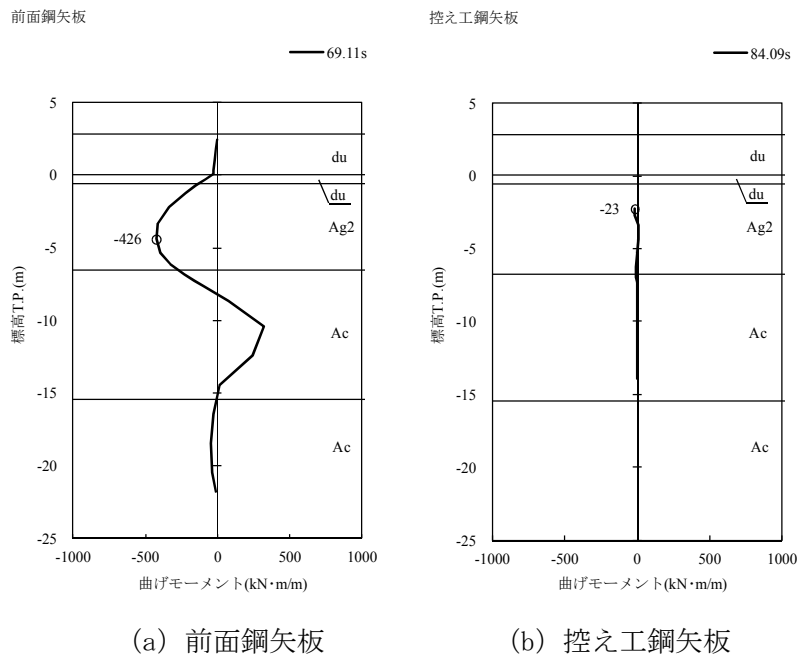 前面鋼矢板
69.11s
5
0
-5
-10
-15
-20
-25
標高T.P.(m)
du
du
Ag2
Ac
Ac
-426
-1000
-500
0
500
1000
曲げモーメント(kN･m/m)
(a) 前面鋼矢板
控え工鋼矢板
84.09s
5
0
-5
-10
-15
-20
-25
標高T.P.(m)
du
du
Ag2
Ac
Ac
-23
-1000
-500
0
500
1000
曲げモーメント(kN･m/m)
(b) 控え工鋼矢板